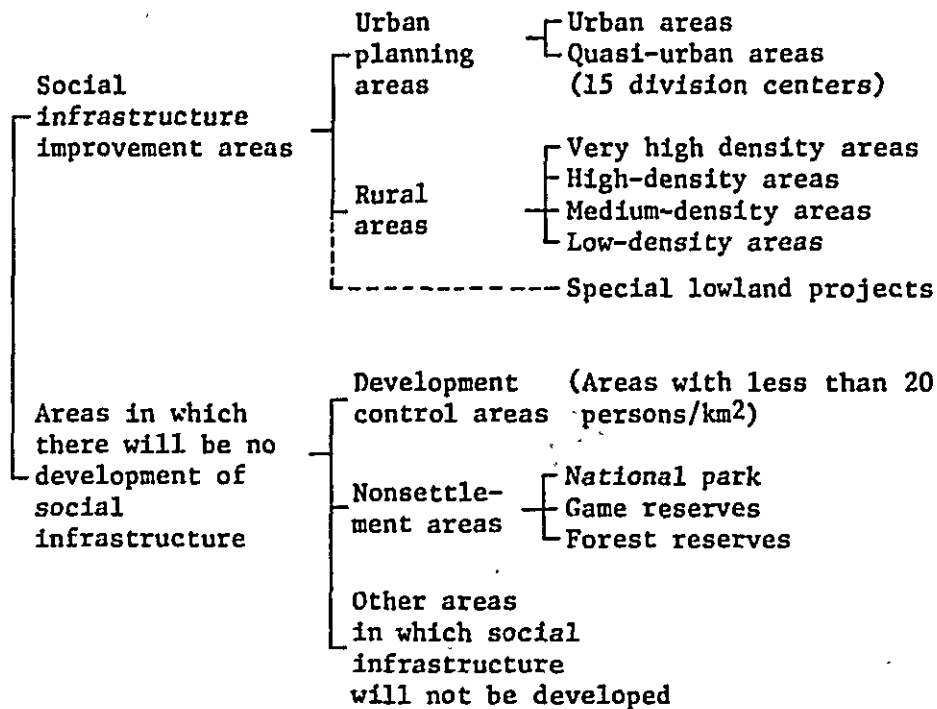 Social
infrastructure
improvement areas
Urban
planning
areas
Urban areas
Quasi-urban areas
(15 division centers)
Rural
areas
Very high density areas
High-density areas
Medium-density areas
Low-density areas
Special lowland projects
Areas in which
there will be no
development of
social
infrastructure
Development
control areas
(Areas with less than 20
persons/km²)
Nonsettle-
ment areas
National park
Game reserves
Forest reserves
Other areas
in which social
infrastructure
will not be developed